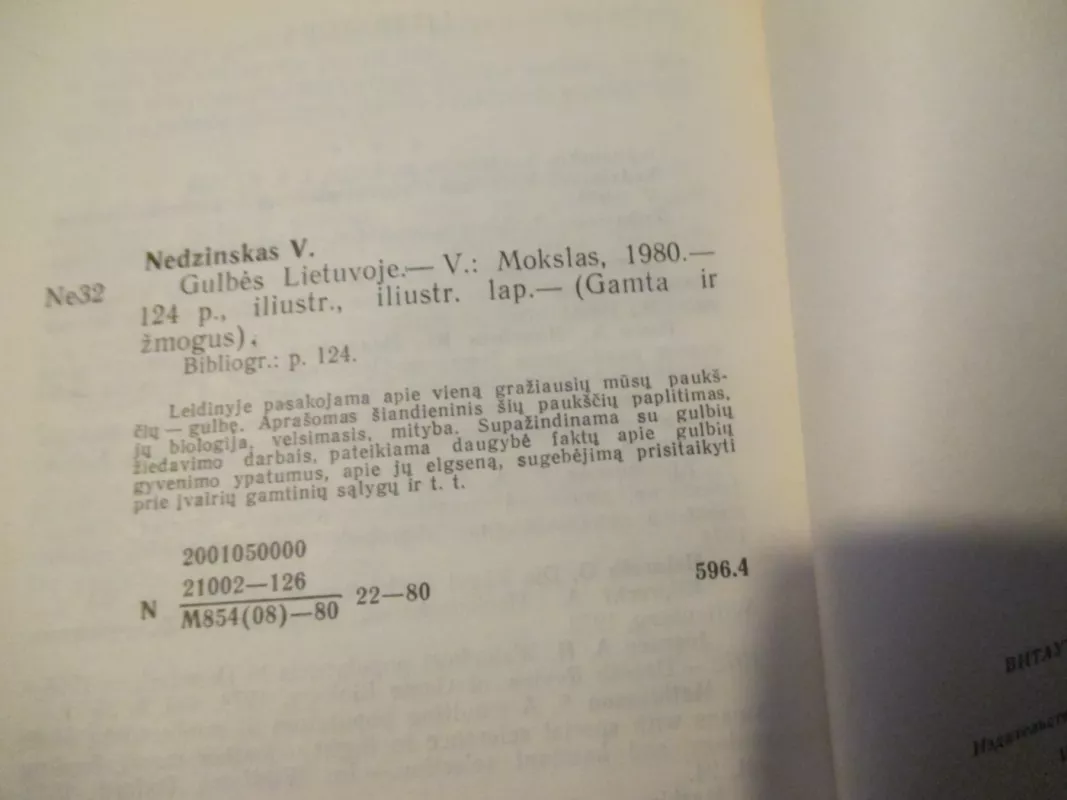 Nedzinskas V.
Ne32 Gulbės Lietuvoje.— V.: Mokslas, 1980.—
124 p., iliustr., iliustr. lap.— (Gamta ir
žmogus).
Bibliogr.: p. 124.
Leidinyje pasakojama apie vieną gražiausių mūsų paukš-
čių — gulbę. Aprašomas šiandieninis šių paukščių paplitimas,
jų biologija, veisimasis, mityba. Supažindinama su gulbių
žiedavimo darbais, pateikiama daugybė faktų apie gulbių
gyvenimo ypatumus, apie jų elgseną, sugebėjimą prisitaikyti
prie įvairių gamtinių sąlygų ir t. t.
2001050000
21002—126
N M854(08)—80 22—80
596.4
ВИТАУ
Издательств